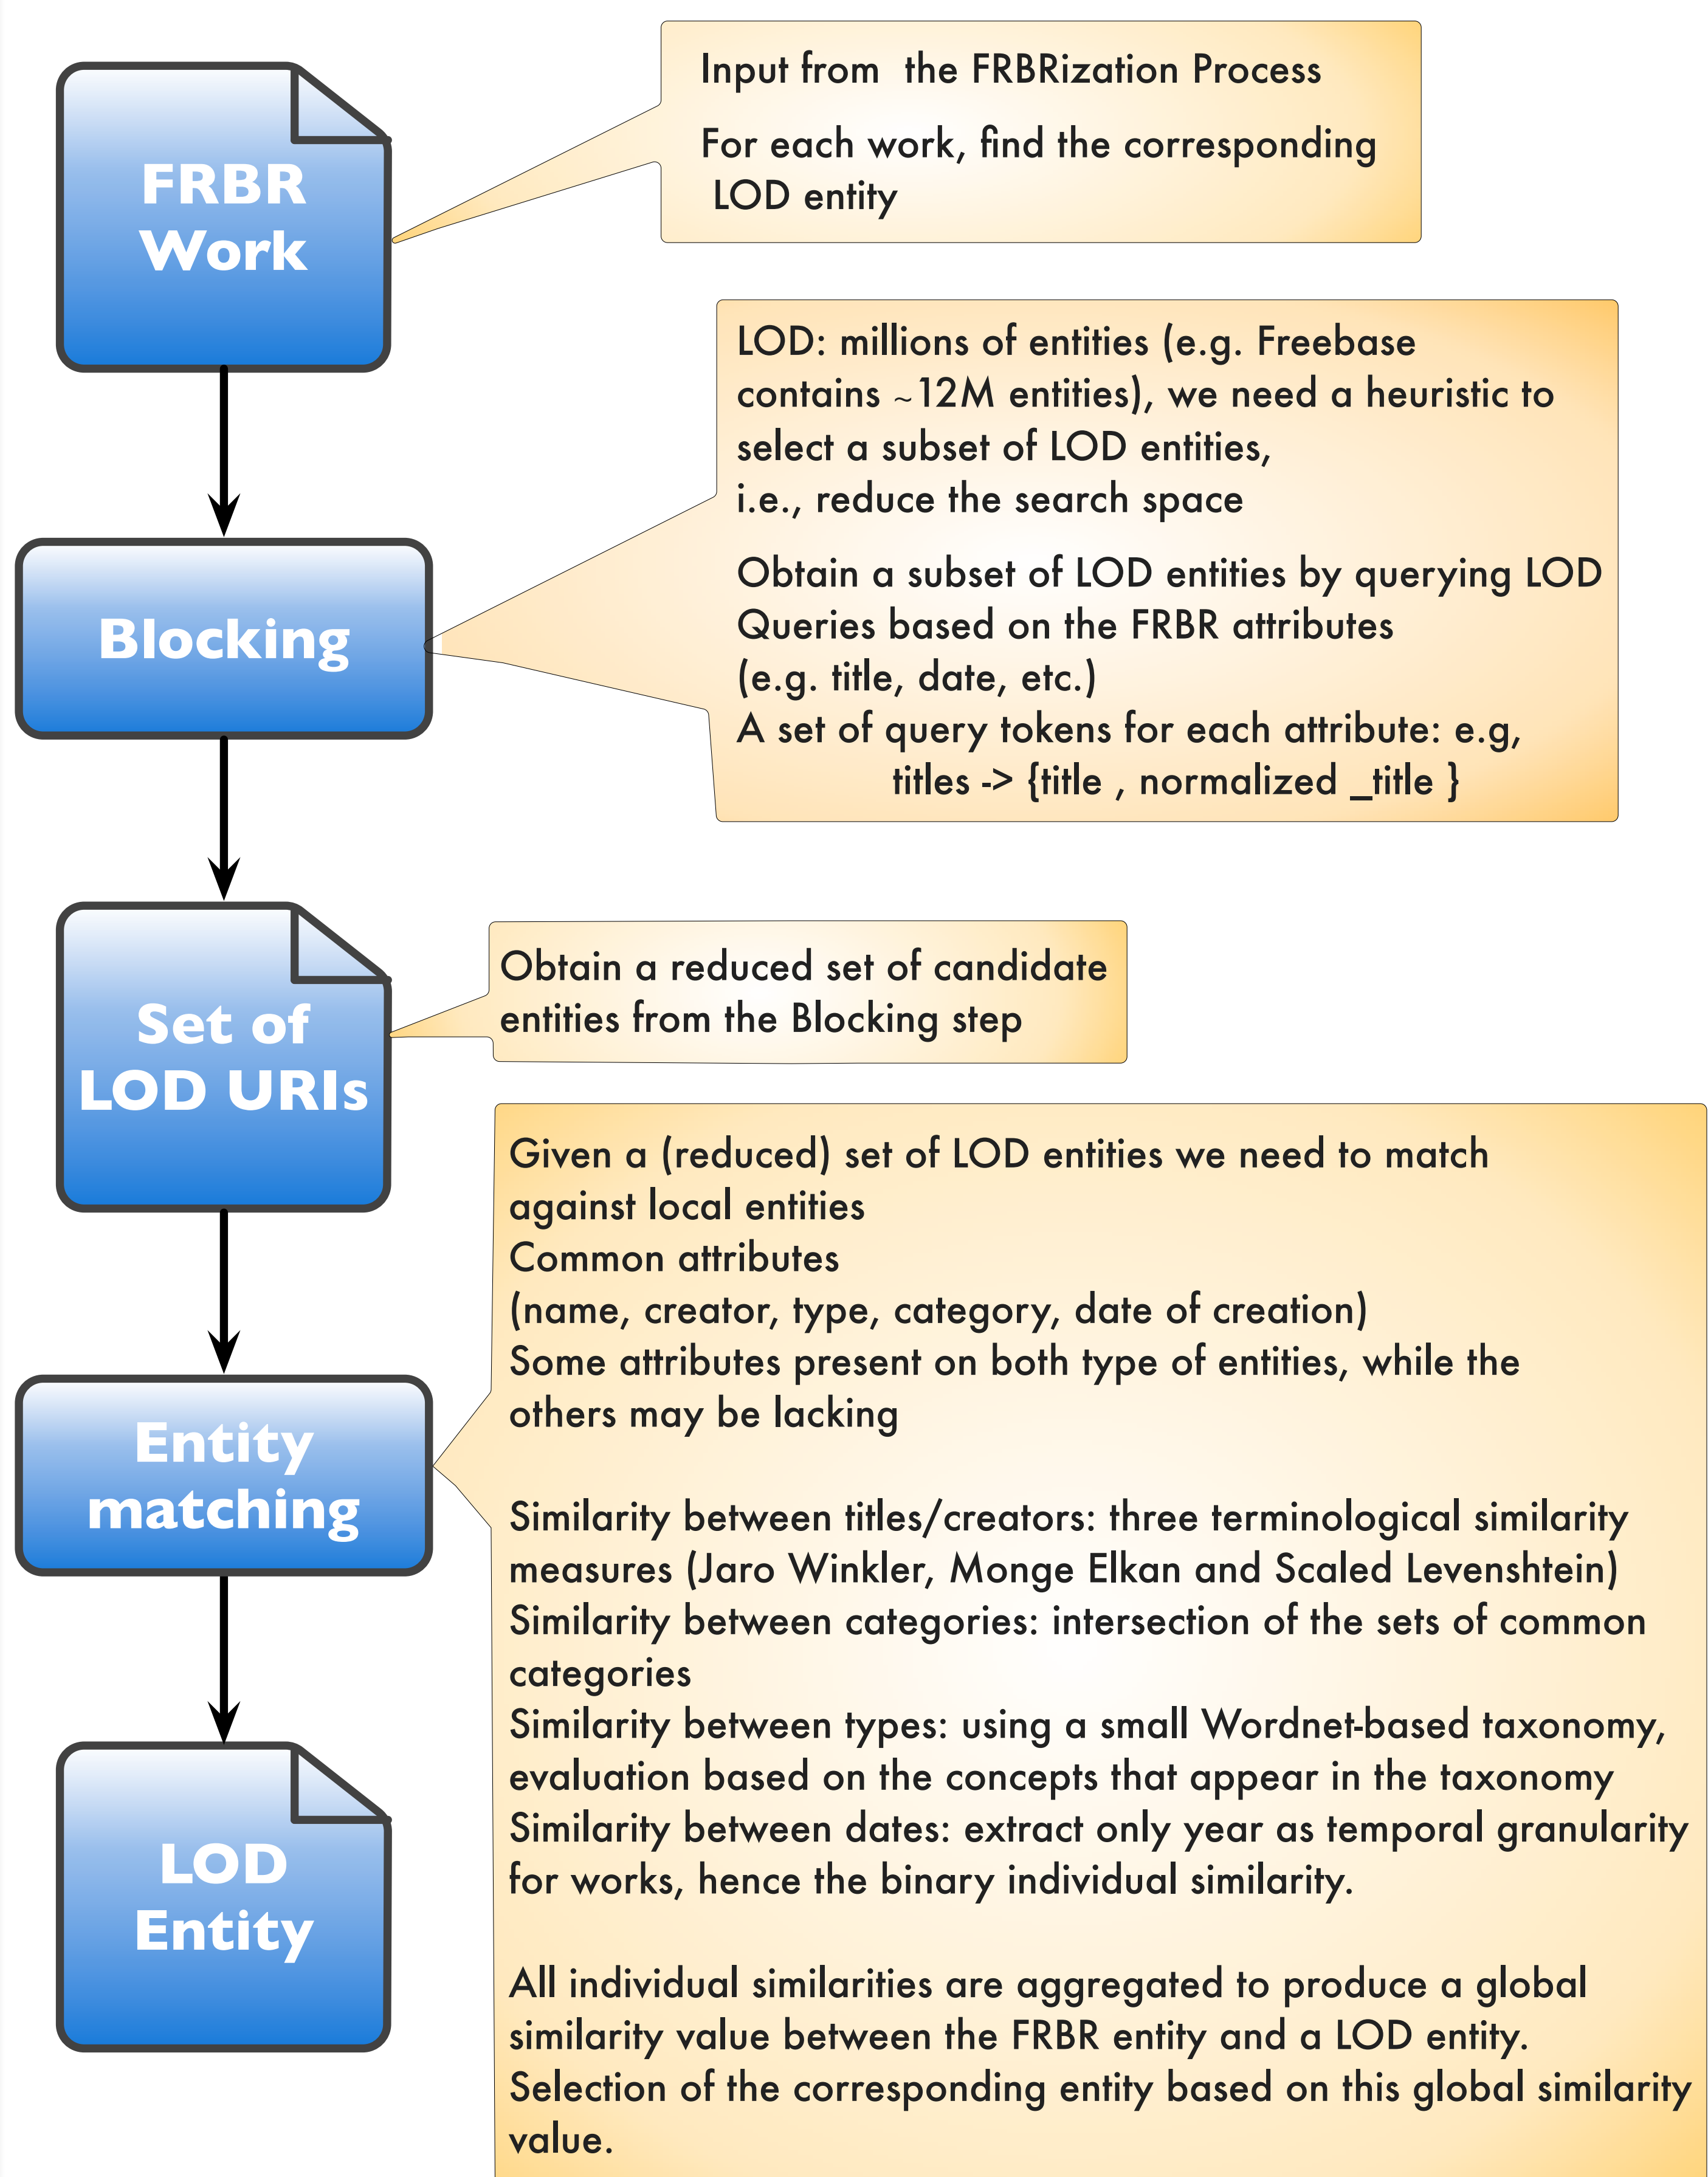 FRBR
Work
Input from the FRBRization Process
For each work, find the corresponding
LOD entity
Blocking
LOD: millions of entities (e.g. Freebase
contains ~12M entities), we need a heuristic to
select a subset of LOD entities,
i.e., reduce the search space
Obtain a subset of LOD entities by querying LOD
Queries based on the FRBR attributes
(e.g. title, date, etc.)
A set of query tokens for each attribute: e.g,
titles -> {title , normalized _title }
Set of
LOD URIs
Obtain a reduced set of candidate
entities from the Blocking step
Entity
matching
Given a (reduced) set of LOD entities we need to match
against local entities
Common attributes
(name, creator, type, category, date of creation)
Some attributes present on both type of entities, while the
others may be lacking
Similarity between titles/creators: three terminological similarity
measures (Jaro Winkler, Monge Elkan and Scaled Levenshtein)
Similarity between categories: intersection of the sets of common
categories
Similarity between types: using a small Wordnet-based taxonomy,
evaluation based on the concepts that appear in the taxonomy
Similarity between dates: extract only year as temporal granularity
for works, hence the binary individual similarity.
All individual similarities are aggregated to produce a global
similarity value between the FRBR entity and a LOD entity.
Selection of the corresponding entity based on this global similarity
value.
LOD
Entity